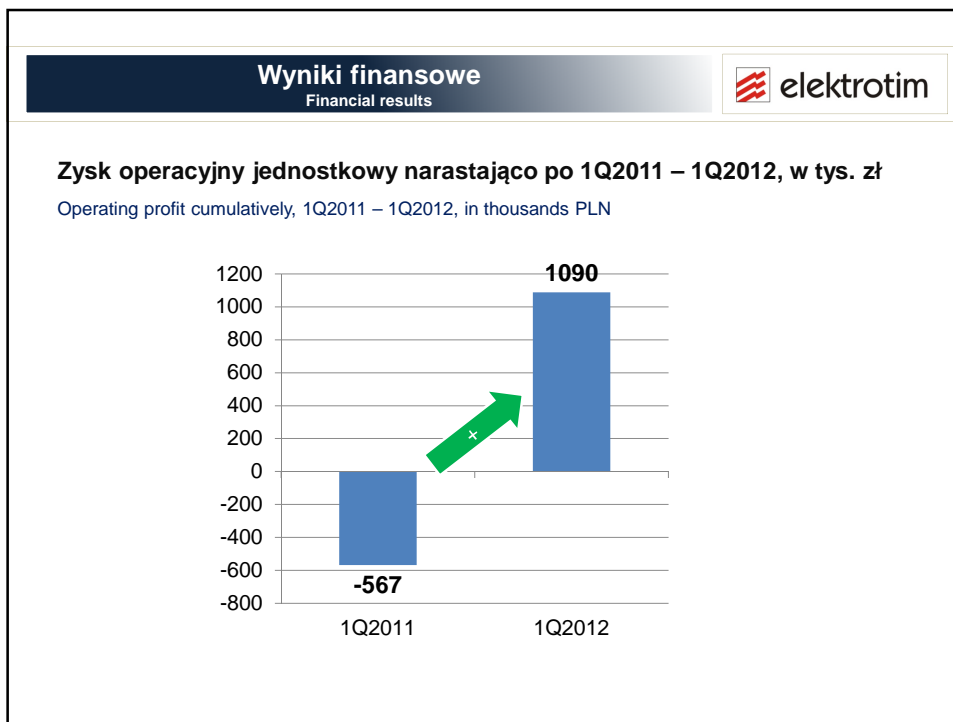 Wyniki finansowe
Financial results
elektrotim
Zysk operacyjny jednostkowy narastająco po 1Q2011 – 1Q2012, w tys. zł
Operating profit cumulatively, 1Q2011 – 1Q2012, in thousands PLN
1200
1000
800
600
400
200
0
-200
-400
-600
-800
1090
×
-567
1Q2011
1Q2012